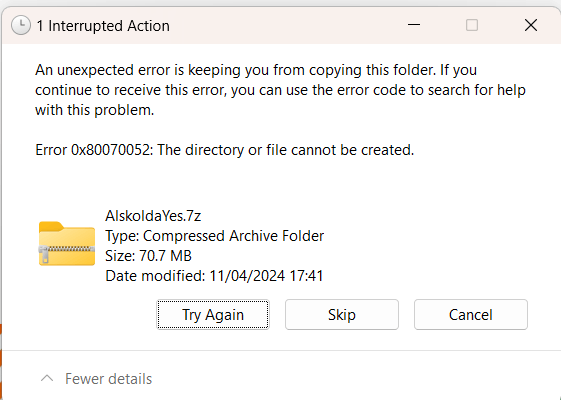 1 Interrupted Action
An unexpected error is keeping you from copying this folder. If you
continue to receive this error, you can use the error code to search for help
with this problem.
Error 0x80070052: The directory or file cannot be created.
AlskoldaYes.7z
Type: Compressed Archive Folder
Size: 70.7 MB
Date modified: 11/04/2024 17:41
Try Again
Skip
Cancel
Fewer details